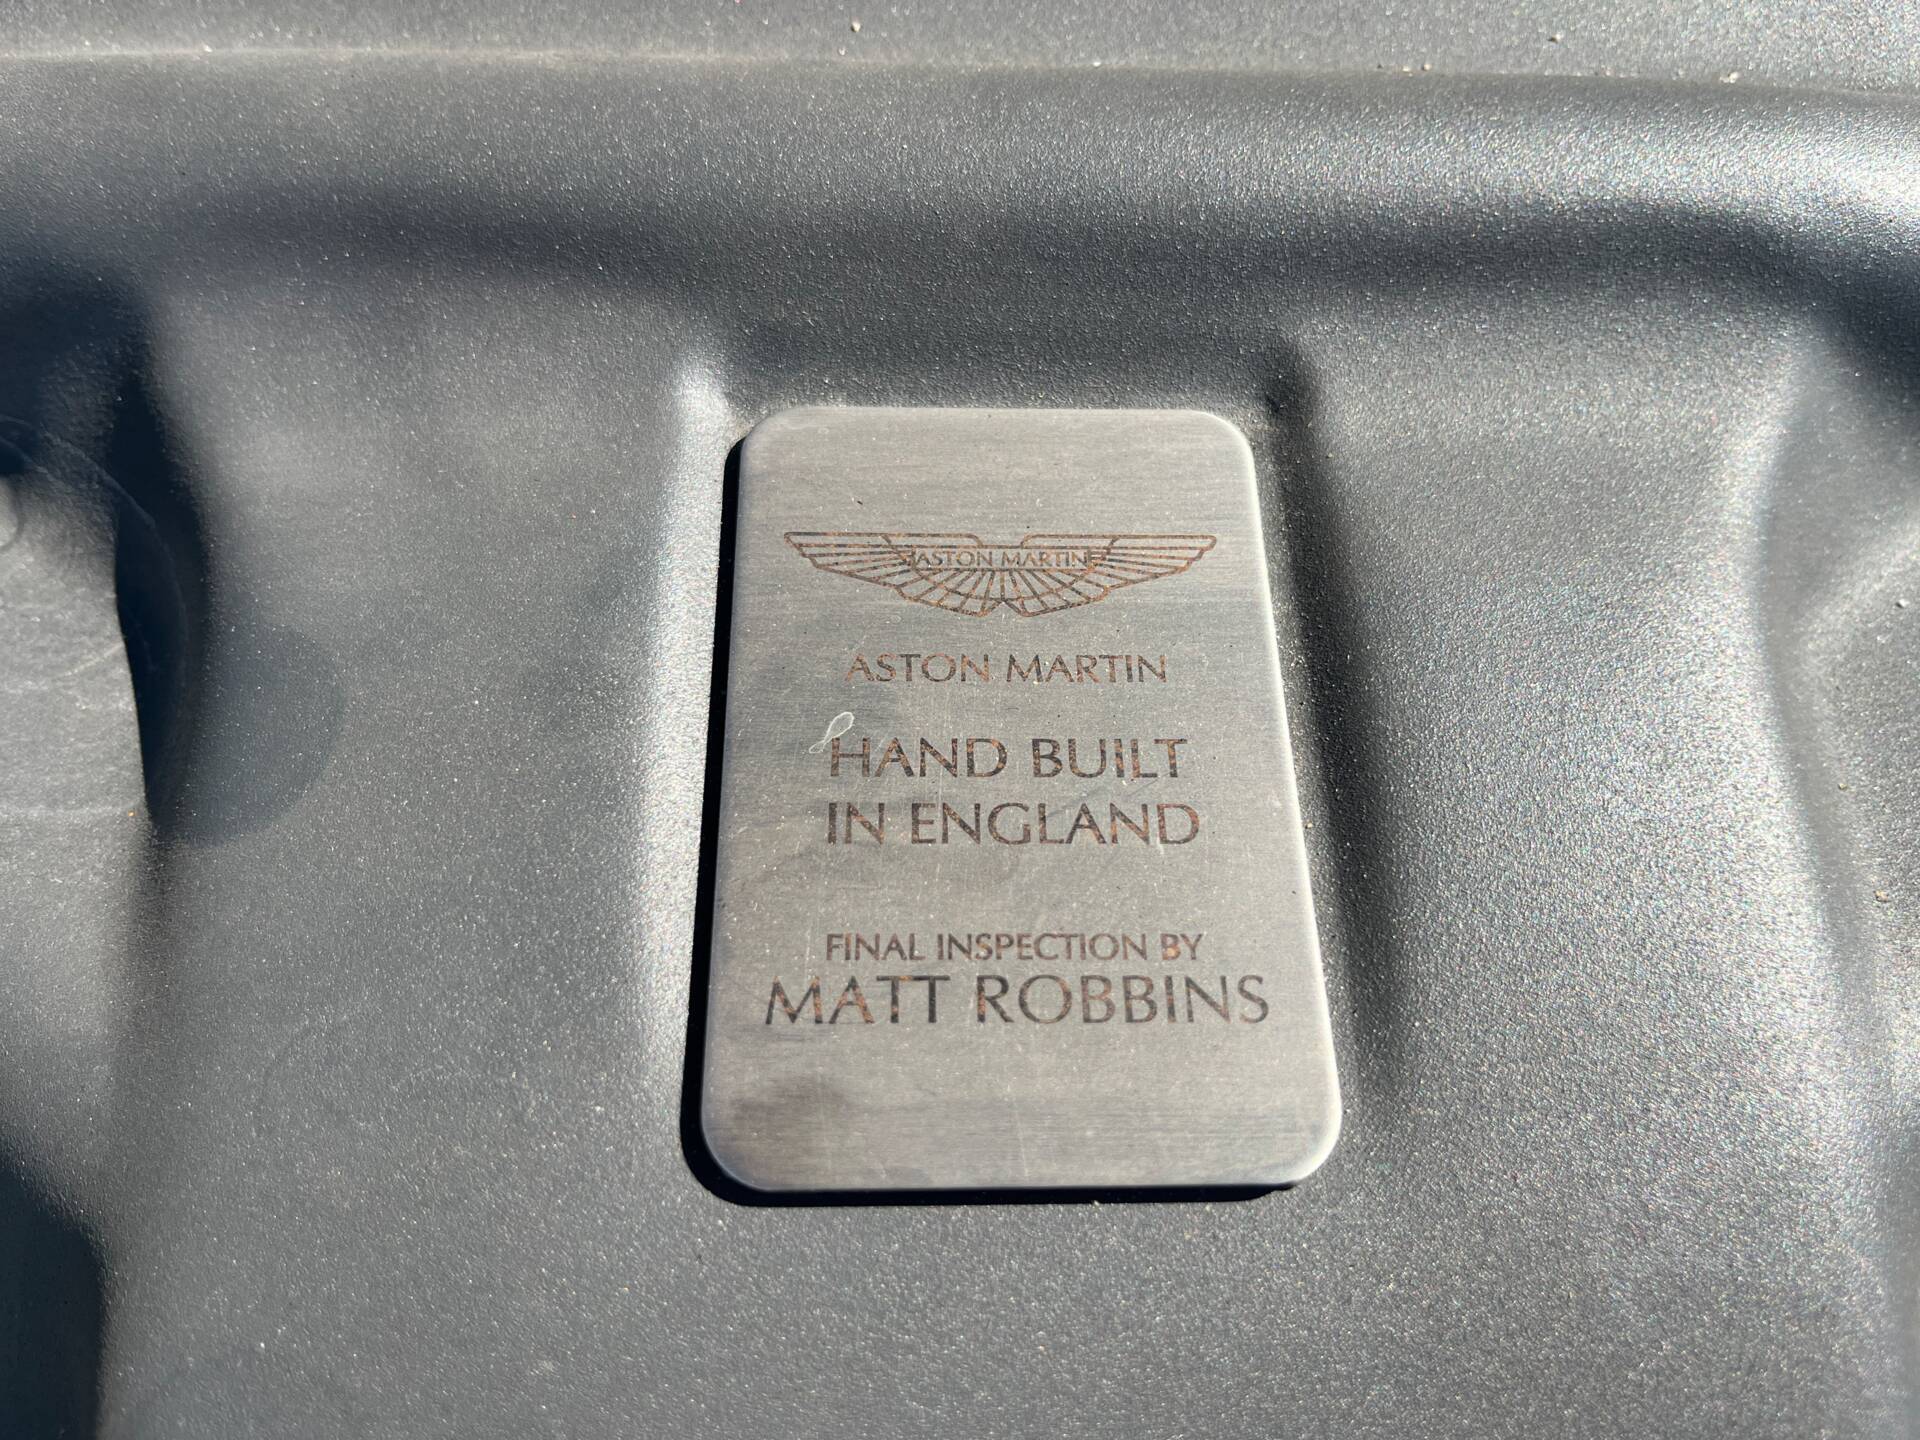 ASTON MARTIN
ASTON MARTIN
HAND BUILT
IN ENGLAND
FINAL INSPECTION BY
MATT ROBBINS